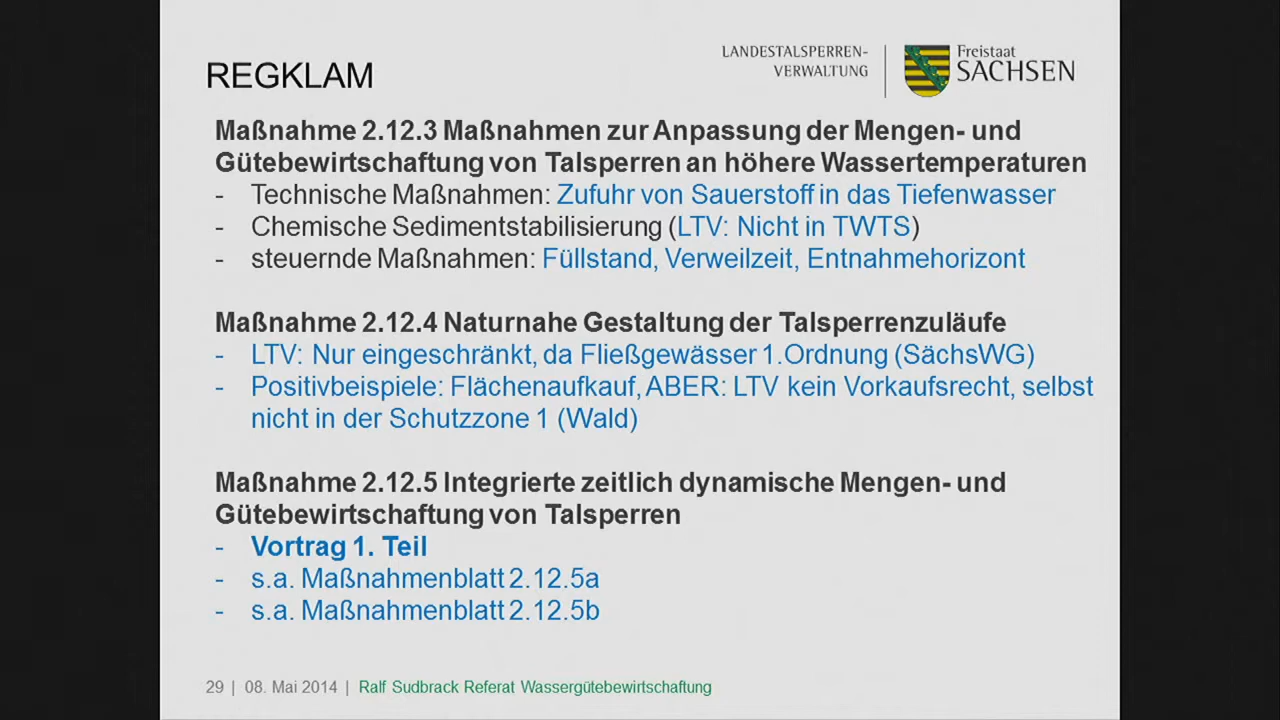 REGKLAM
LANDESTALSPERREN-
VERWALTUNG
Freistaat
SACHSEN
Maßnahme 2.12.3 Maßnahmen zur Anpassung der Mengen- und
Gütebewirtschaftung von Talsperren an höhere Wassertemperaturen
- Technische Maßnahmen: Zufuhr von Sauerstoff in das Tiefenwasser
- Chemische Sedimentstabilisierung (LTV: Nicht in TWTS)
- steuernde Maßnahmen: Füllstand, Verweilzeit, Entnahmehorizont
Maßnahme 2.12.4 Naturnahe Gestaltung der Talsperrenzuläufe
- LTV: Nur eingeschränkt, da Fließgewässer 1.Ordnung (SächsWG)
- Positivbeispiele: Flächenaufkauf, ABER: LTV kein Vorkaufsrecht, selbst
nicht in der Schutzzone 1 (Wald)
Maßnahme 2.12.5 Integrierte zeitlich dynamische Mengen- und
Gütebewirtschaftung von Talsperren
- Vortrag 1. Teil
- s.a. Maßnahmenblatt 2.12.5a
- s.a. Maßnahmenblatt 2.12.5b
29 | 08. Mai 2014 | Ralf Sudbrack Referat Wassergütebewirtschaftung